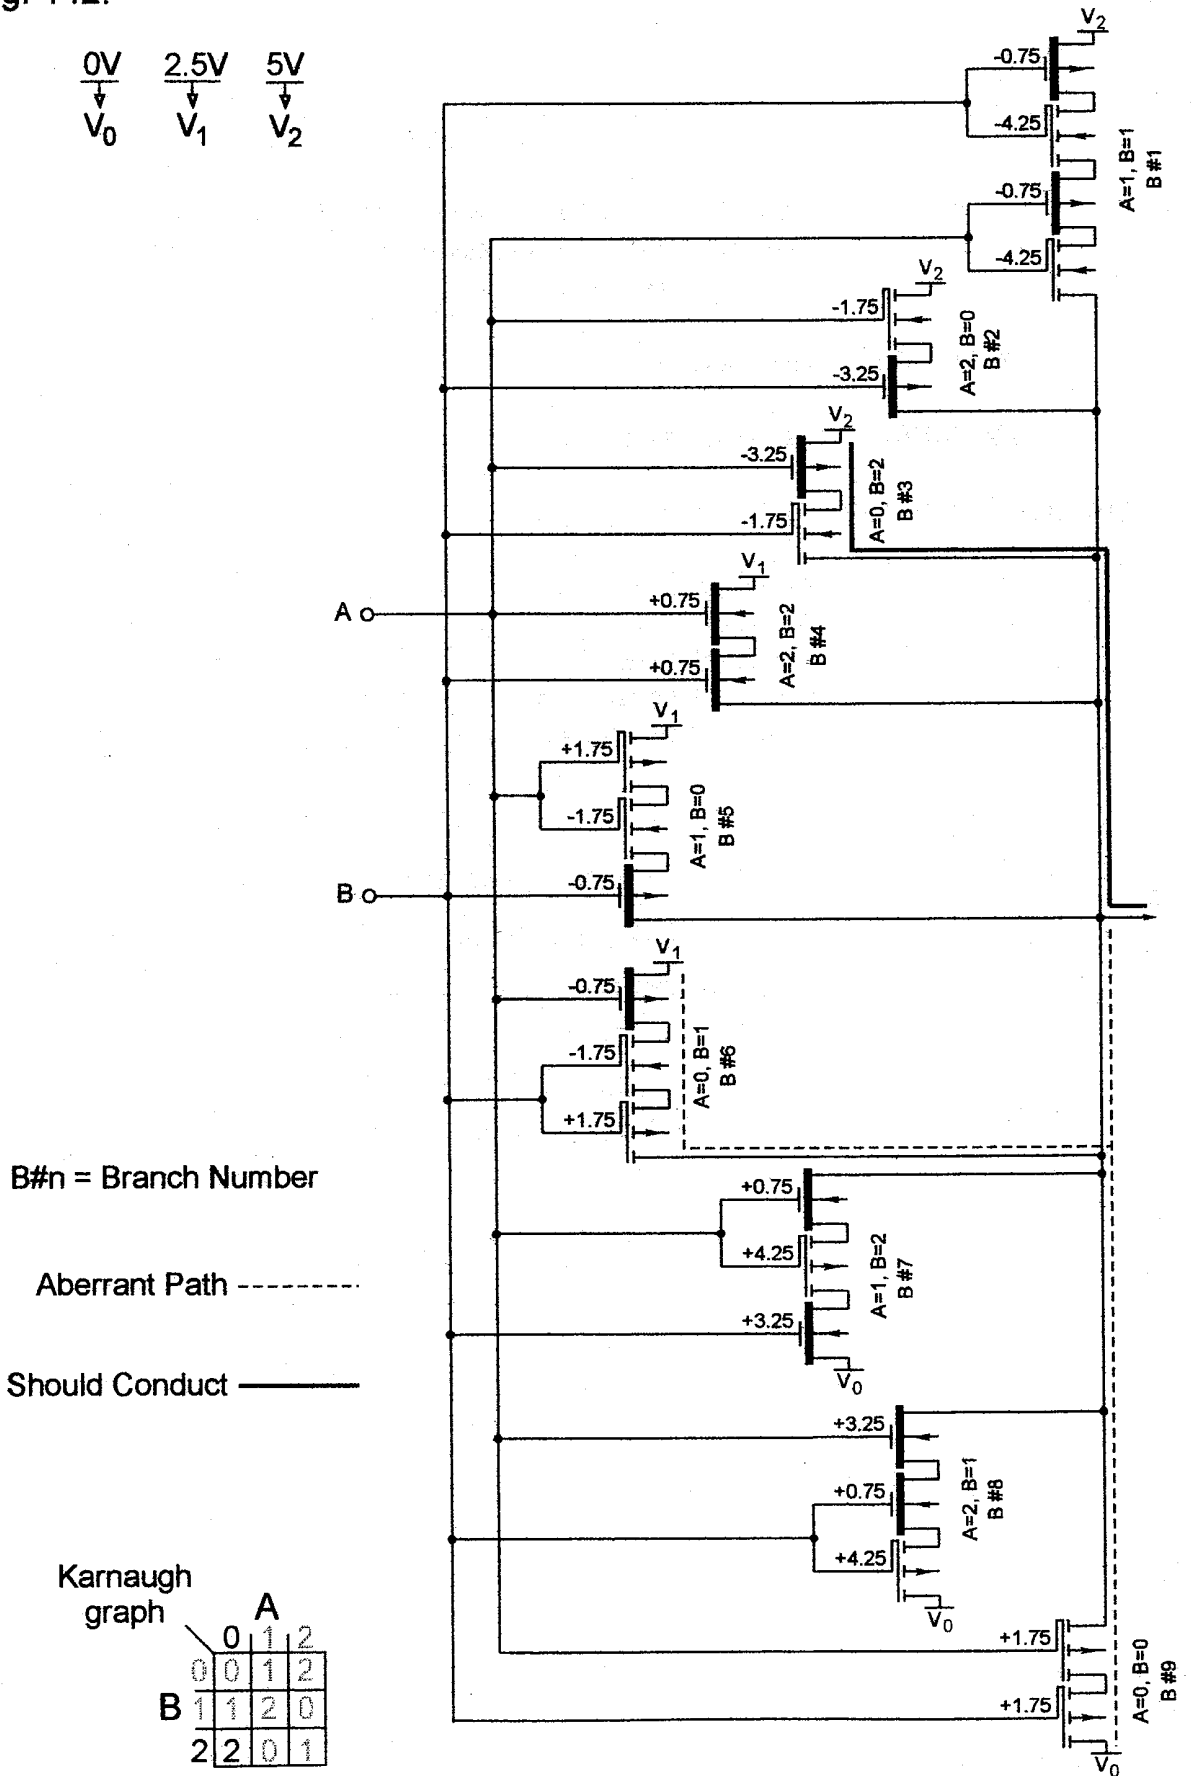 0V 2.5V 5V
V0 V1 V2
V2
-0.75
-4.25
-0.75
-4.25
A=1, B=1
B #1
V2
-1.75
-3.25
A=2, B=0
B #2
V2
-3.25
-1.75
A=0, B=2
B #3
V1
+0.75
+0.75
A=2, B=2
B #4
A
V1
+1.75
-1.75
-0.75
A=1, B=0
B #5
B
V1
-0.75
-1.75
+1.75
A=0, B=1
B #6
B#n = Branch Number
+0.75
+4.25
+3.25
A=1, B=2
B #7
V0
Aberrant Path
Should Conduct
+3.25
+0.75
+4.25
A=2, B=1
B #8
V0
+1.75
+1.75
A=0, B=0
B #9
V0
Karnaugh
graph
A
0 1 2
0 0 1 2
B 1 1 2 0
2 2 0 1